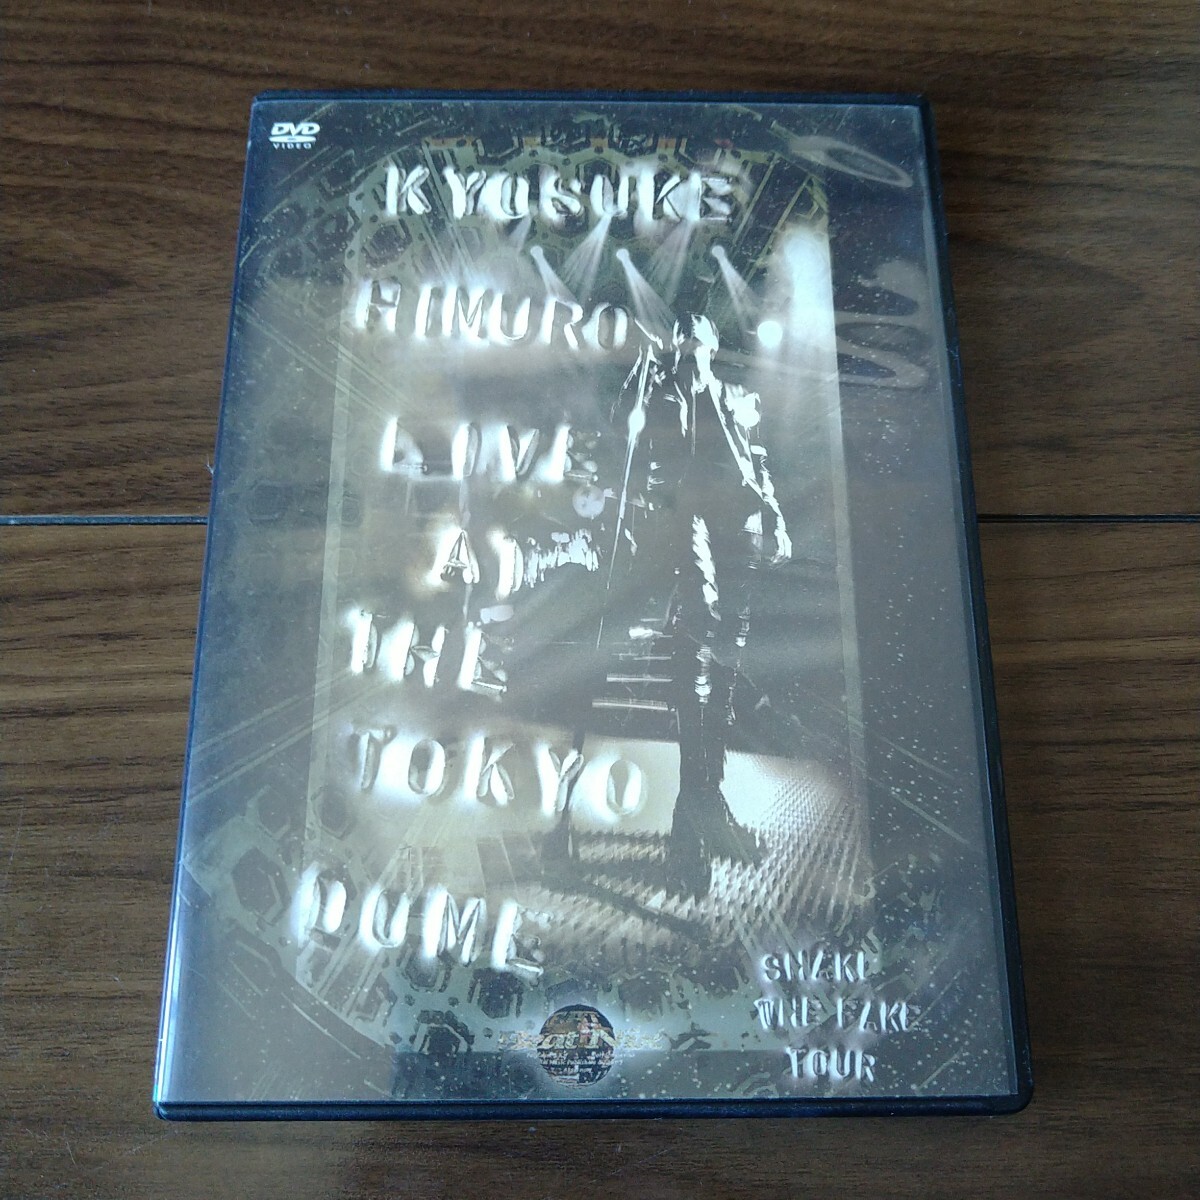 DVD
VIDEO
KYOSUKE
HIMURO
LIVE
AT
THE
TOKYO
DOME
SHAKE
THE FAKE
TOUR